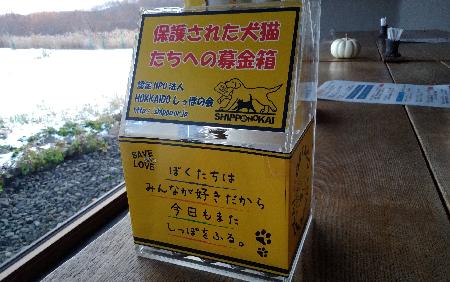 保護された犬猫
たちへの募金箱
認定NPO法人
HOKKAIDOしっぽの会
SHIPPONOKAI
SAVE
LOVE
ぼくたちは
みんなが好きだから
今日もまた
しっぽをふる。